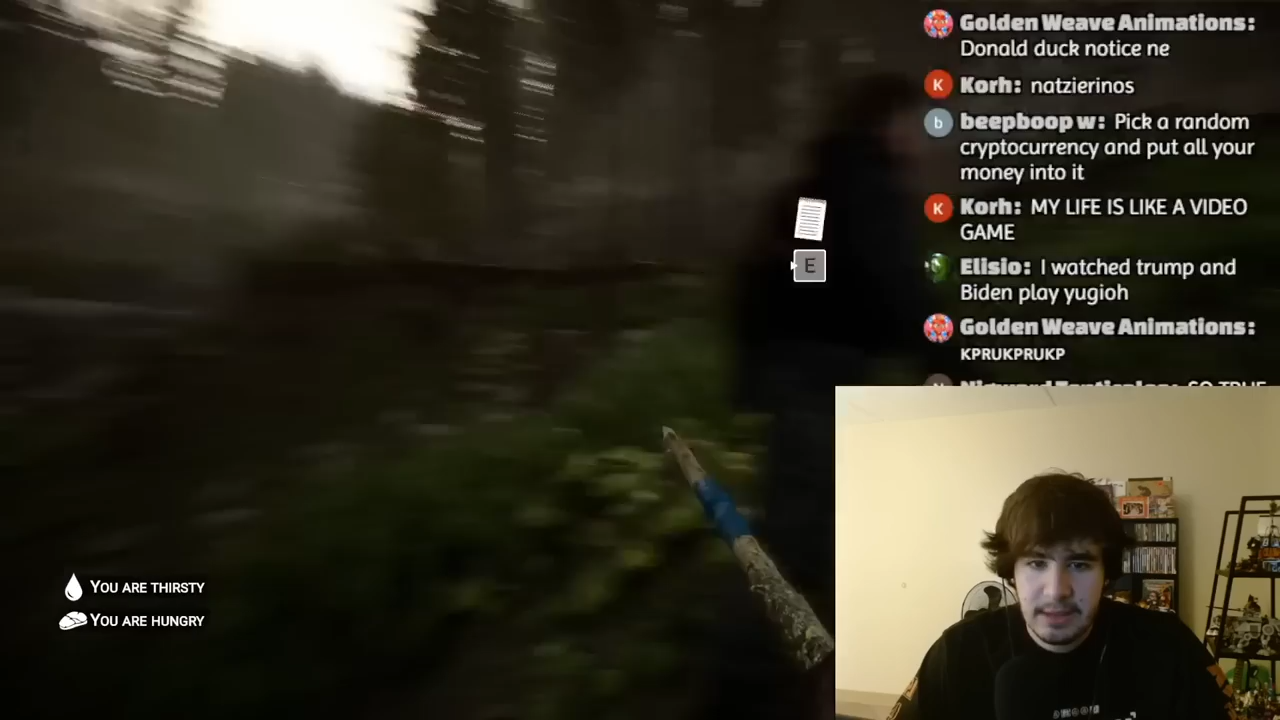 Golden Weave Animations:
Donald duck notice ne
K Korh: natzierinos
b beepboop w: Pick a random
cryptocurrency and put all your
money into it
K Korh: MY LIFE IS LIKE A VIDEO
GAME
Elisio: I watched trump and
Biden play yugioh
Golden Weave Animations:
KPRUKPRUKP
SO TRUE
E
YOU ARE THIRSTY
YOU ARE HUNGRY